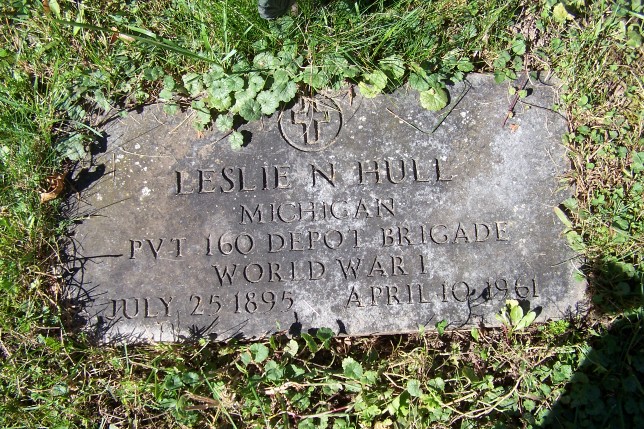 LESLIE N HULL
MICHIGAN
PVT 160 DEPOT BRIGADE
WORLD WAR I
JULY 25 1895 APRIL 10 1961